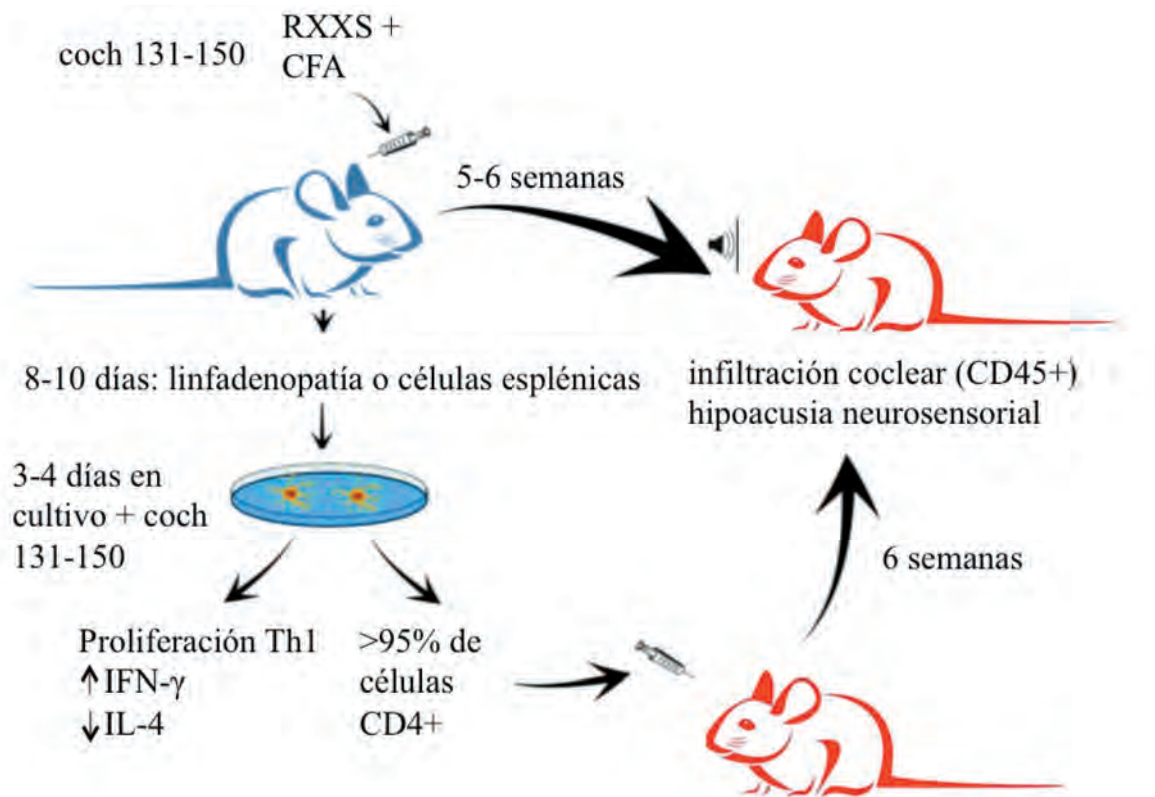 coch 131-150
RXXS +
CFA
5-6 semanas
8-10 días: linfadenopatía o células esplénicas
infiltración coclear (CD45+)
hipoacusia neurosensorial
3-4 días en
cultivo + coch
131-150
6 semanas
Proliferación Th1
↑IFN-γ
↓IL-4
>95% de
células
CD4+